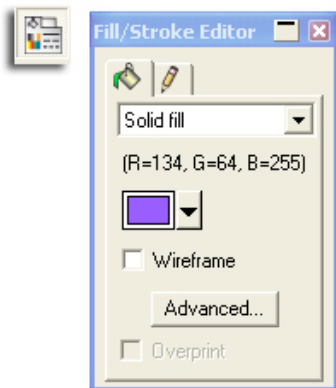 Fill/Stroke Editor
Solid fill
(R=134, G=64, B=255)
Wireframe
Advanced...
Overprint